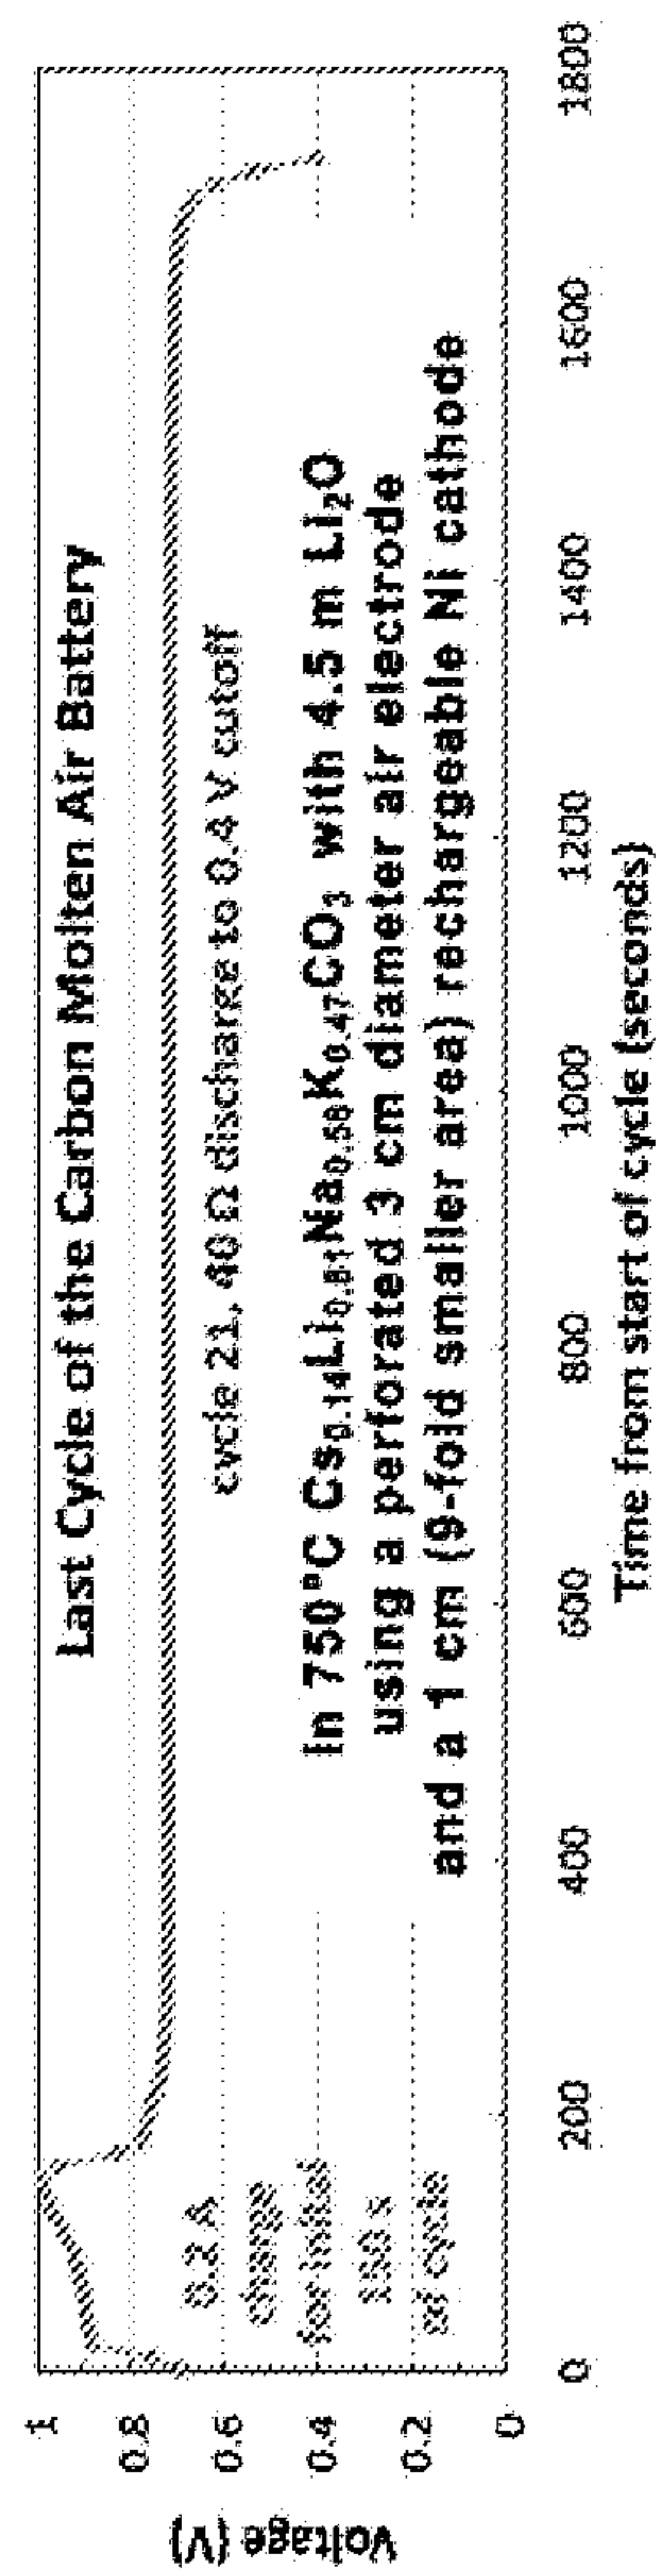 Last Cycle of the Carbon Molten Air Battery
cycle 21, 40 Ω discharge to 0.4 V cutoff
In 750°C Cs0.14Li0.81Na0.58K0.47CO3 with 4.5 m Li2O
using a perforated 3 cm diameter air electrode
and a 1 cm (9-fold smaller area) rechargeable Ni cathode
0.2 A
charge
for initial
of cycle
Voltage (V)
1
0.8
0.6
0.4
0.2
0
0 200 400 600 800 1000 1200 1400 1600 1800
Time from start of cycle (seconds)